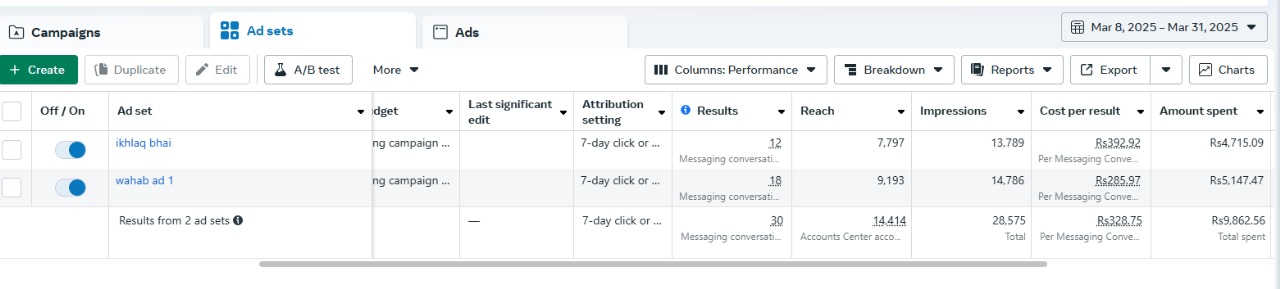 Campaigns
Ad sets
Ads
Mar 8, 2025 – Mar 31, 2025
+ Create
Duplicate
Edit
A/B test
More
Columns: Performance
Breakdown
Reports
Export
Charts
Off / On
Ad set
dget
Last significant
edit
Attribution
setting
Results
Reach
Impressions
Cost per result
Amount spent
ikhlaq bhai
ng campaign ...
7-day click or ...
12
Messaging conversati...
7,797
13,789
Rs392.92
Per Messaging Conve...
Rs4,715.09
wahab ad 1
ng campaign ...
7-day click or ...
18
Messaging conversati...
9,193
14,786
Rs285.97
Per Messaging Conve...
Rs5,147.47
Results from 2 ad sets
—
7-day click or ...
30
Messaging conversati...
14,414
Accounts Center acco...
28,575
Total
Rs328.75
Per Messaging Conve...
Rs9,862.56
Total spent